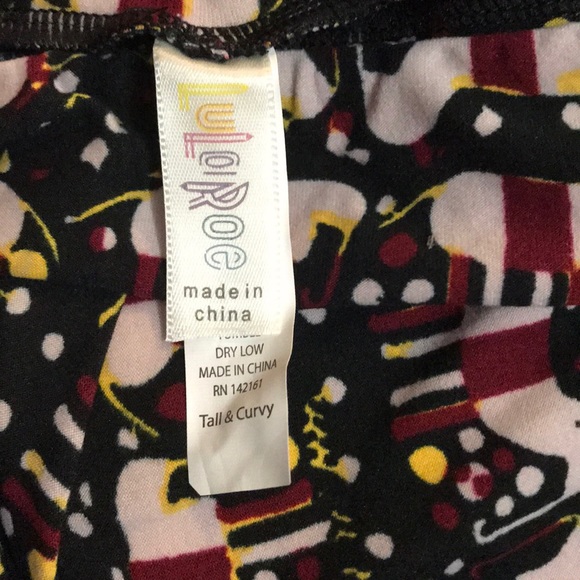 LuLaRoe
made in
china
DRY LOW
MADE IN CHINA
RN 142161
Tall & Curvy